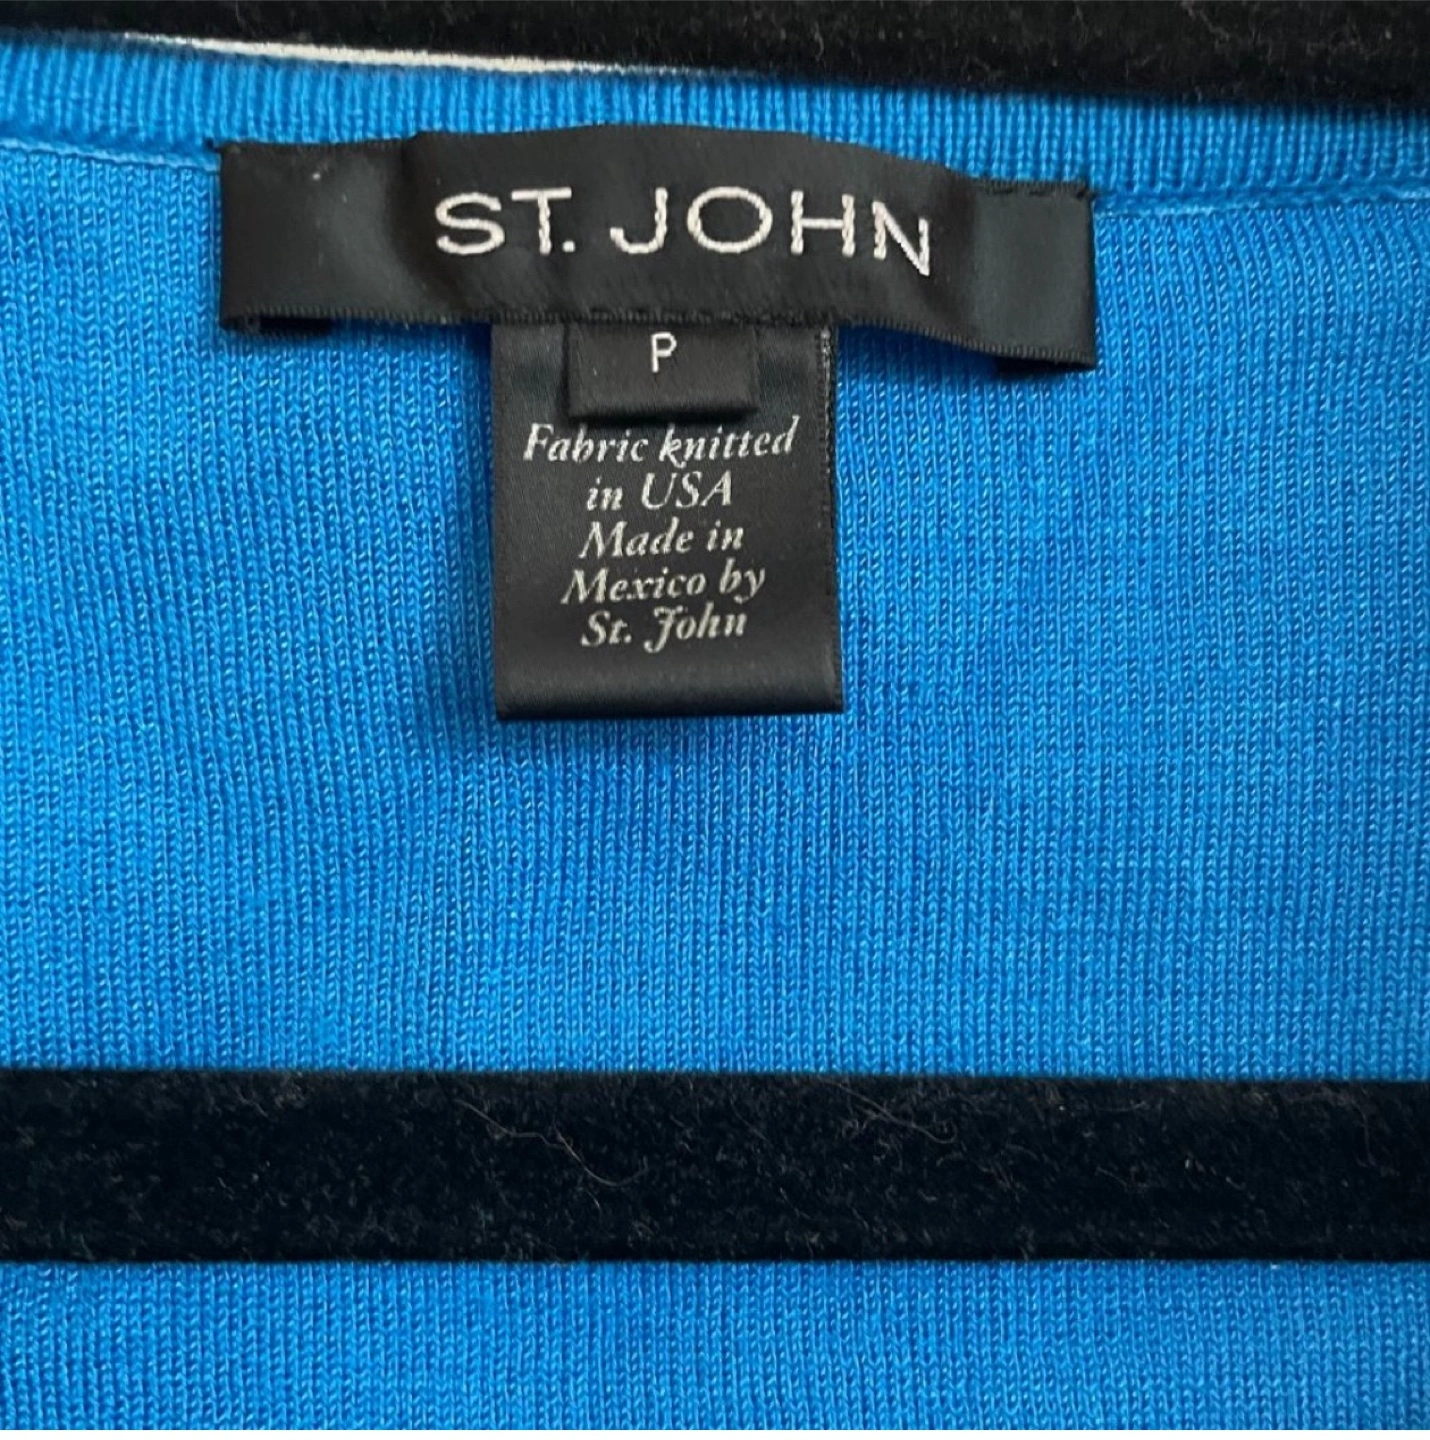 ST. JOHN
P
Fabric knitted
in USA
Made in
Mexico by
St. John